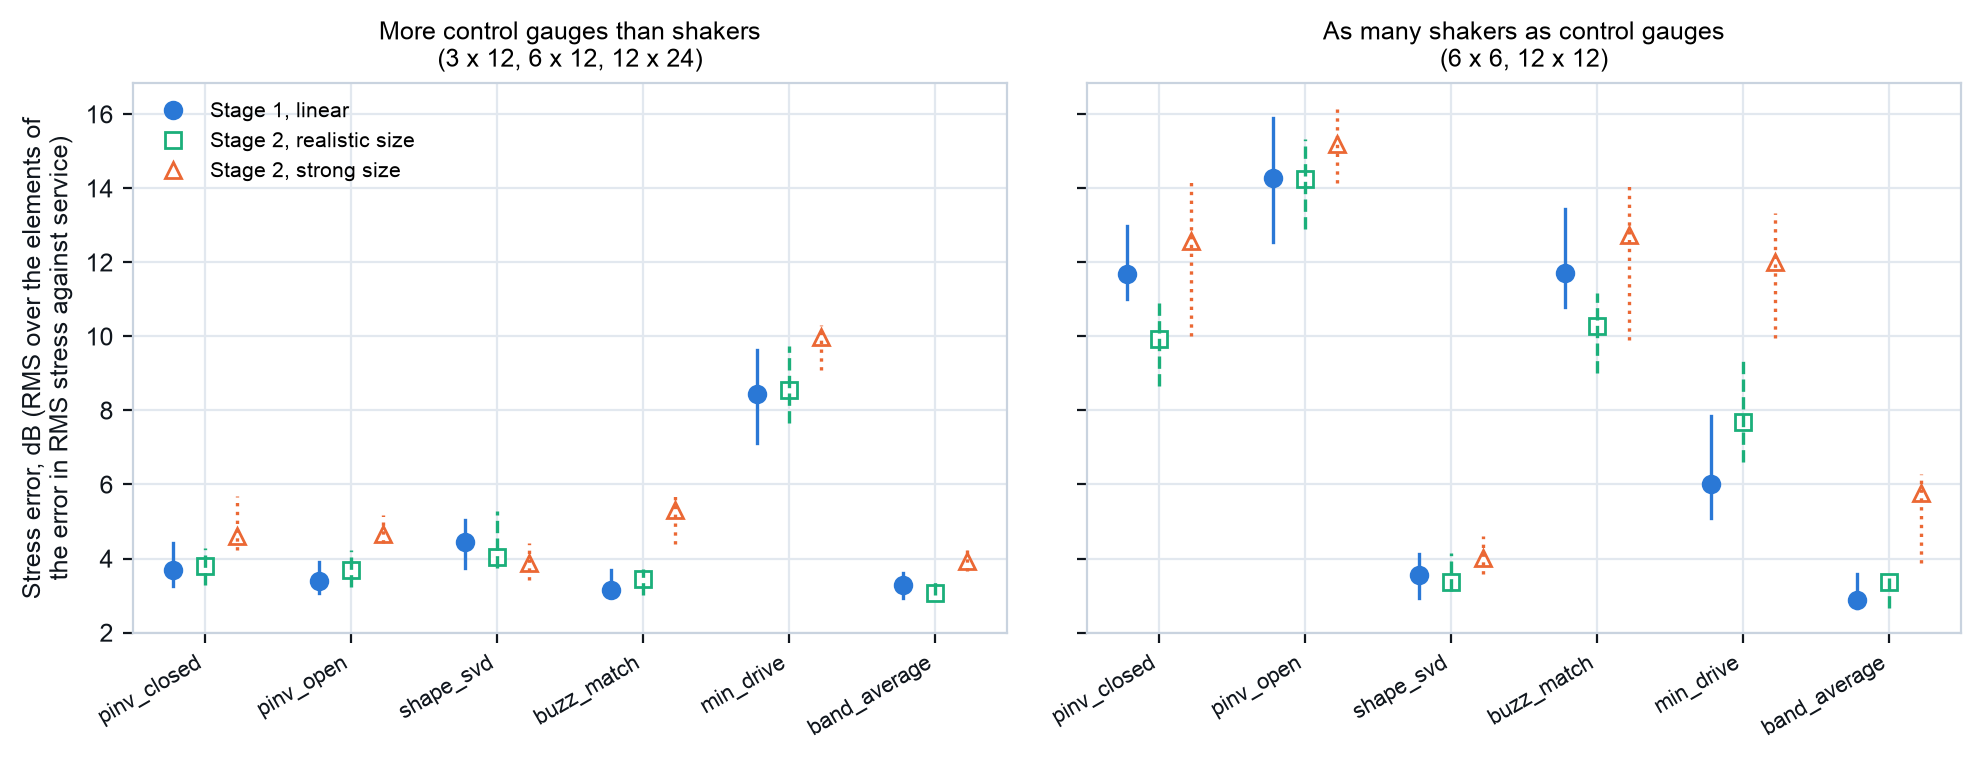 More control gauges than shakers
(3 x 12, 6 x 12, 12 x 24)
As many shakers as control gauges
(6 x 6, 12 x 12)
Stress error, dB (RMS over the elements of
the error in RMS stress against service)
16
14
12
10
8
6
4
2
Stage 1, linear
Stage 2, realistic size
Stage 2, strong size
pinv_closed
pinv_open
shape_svd
buzz_match
min_drive
band_average
pinv_closed
pinv_open
shape_svd
buzz_match
min_drive
band_average